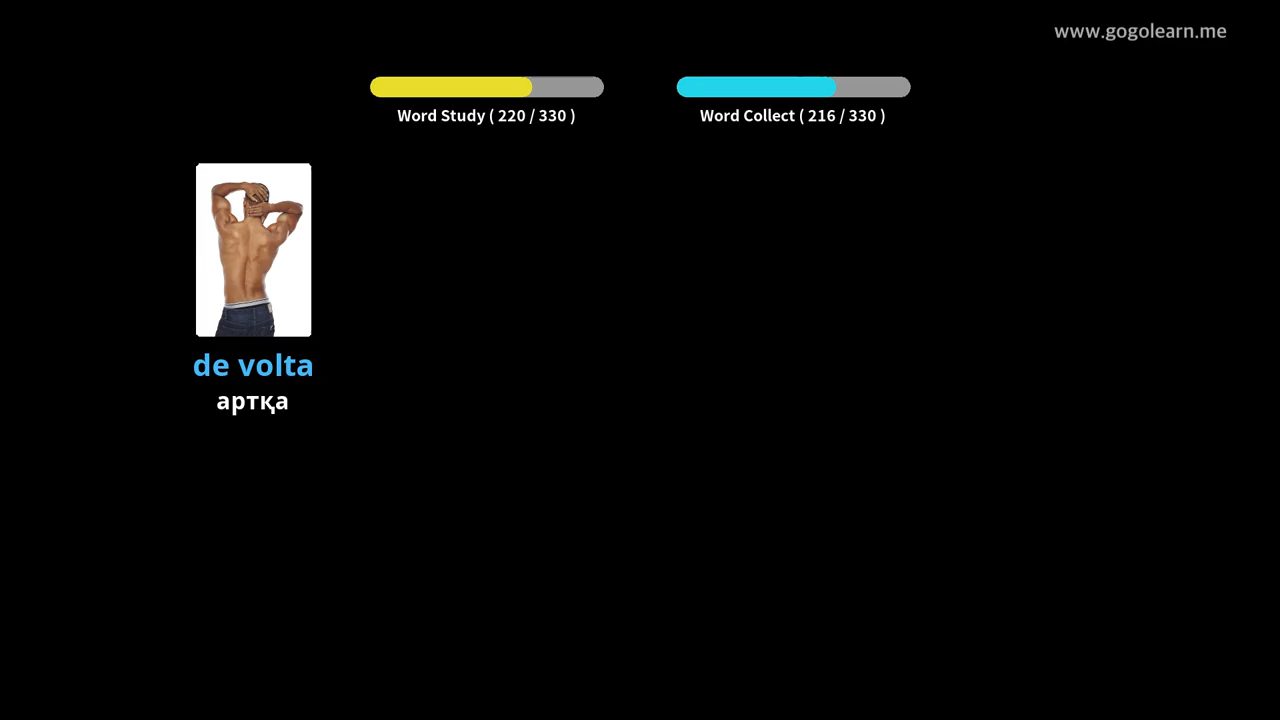 www.gogolearn.me
Word Study ( 220 / 330 )
Word Collect ( 216 / 330 )
de volta
артқа